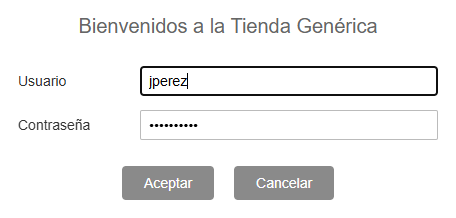 Bienvenidos a la Tienda Genérica
Usuario jperez
Contraseña ••••••••••
Aceptar Cancelar